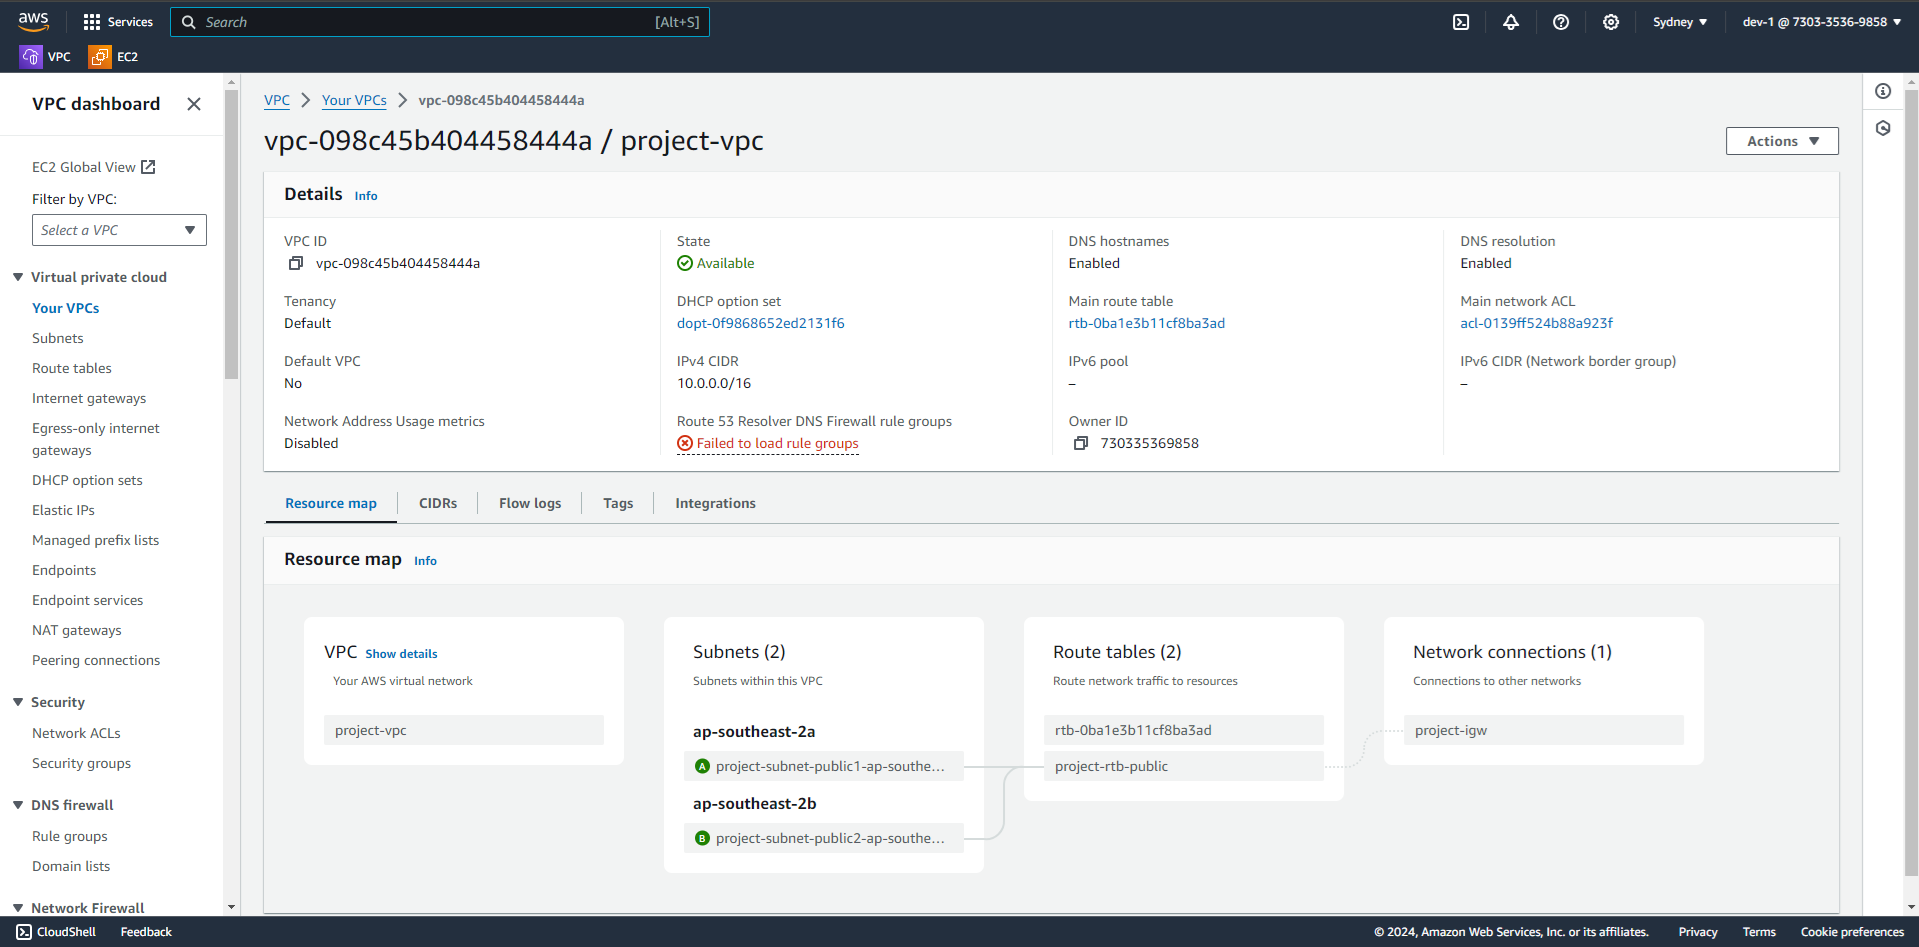 aws
Services
Search
[Alt+S]
Sydney
dev-1 @ 7303-3536-9858
VPC
EC2
VPC dashboard
EC2 Global View
Filter by VPC:
Select a VPC
Virtual private cloud
Your VPCs
Subnets
Route tables
Internet gateways
Egress-only internet
gateways
DHCP option sets
Elastic IPs
Managed prefix lists
Endpoints
Endpoint services
NAT gateways
Peering connections
Security
Network ACLs
Security groups
DNS firewall
Rule groups
Domain lists
Network Firewall
VPC
Your VPCs
vpc-098c45b404458444a
vpc-098c45b404458444a / project-vpc
Actions
Details Info
VPC ID
vpc-098c45b404458444a
State
Available
DNS hostnames
Enabled
DNS resolution
Enabled
Tenancy
Default
DHCP option set
dopt-0f9868652ed2131f6
Main route table
rtb-0ba1e3b11cf8ba3ad
Main network ACL
acl-0139ff524b88a923f
Default VPC
No
IPv4 CIDR
10.0.0.0/16
IPv6 pool
–
IPv6 CIDR (Network border group)
–
Network Address Usage metrics
Disabled
Route 53 Resolver DNS Firewall rule groups
Failed to load rule groups
Owner ID
730335369858
Resource map
CIDRs
Flow logs
Tags
Integrations
Resource map Info
VPC Show details
Your AWS virtual network
project-vpc
Subnets (2)
Subnets within this VPC
ap-southeast-2a
A project-subnet-public1-ap-southe...
ap-southeast-2b
B project-subnet-public2-ap-southe...
Route tables (2)
Route network traffic to resources
rtb-0ba1e3b11cf8ba3ad
project-rtb-public
Network connections (1)
Connections to other networks
project-igw
CloudShell
Feedback
© 2024, Amazon Web Services, Inc. or its affiliates.
Privacy
Terms
Cookie preferences